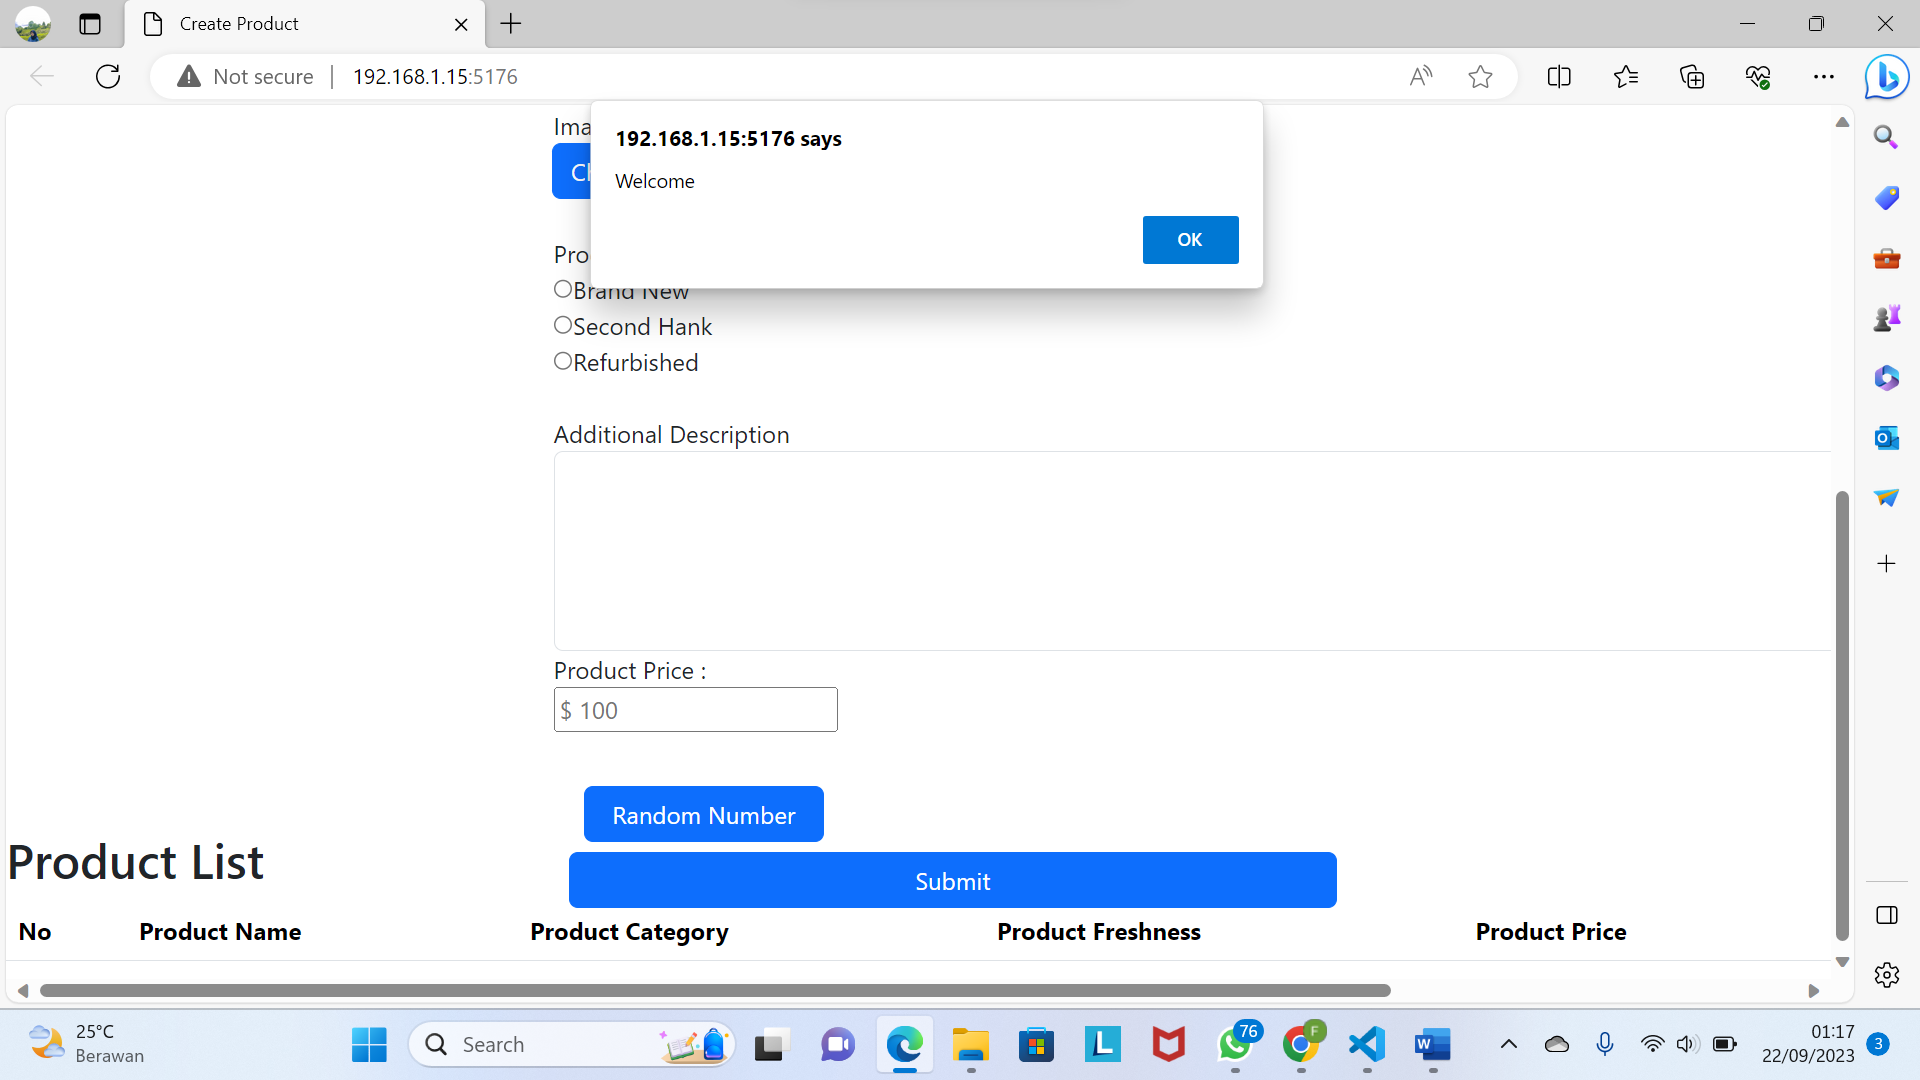 Create Product
Not secure
192.168.1.15:5176
Ima
192.168.1.15:5176 says
Welcome
OK
Pro
Brand New
Second Hank
Refurbished
Additional Description
Product Price :
$ 100
Random Number
Product List
Submit
No Product Name Product Category Product Freshness Product Price
25°C
Berawan
Search
76
F
01:17
22/09/2023
3